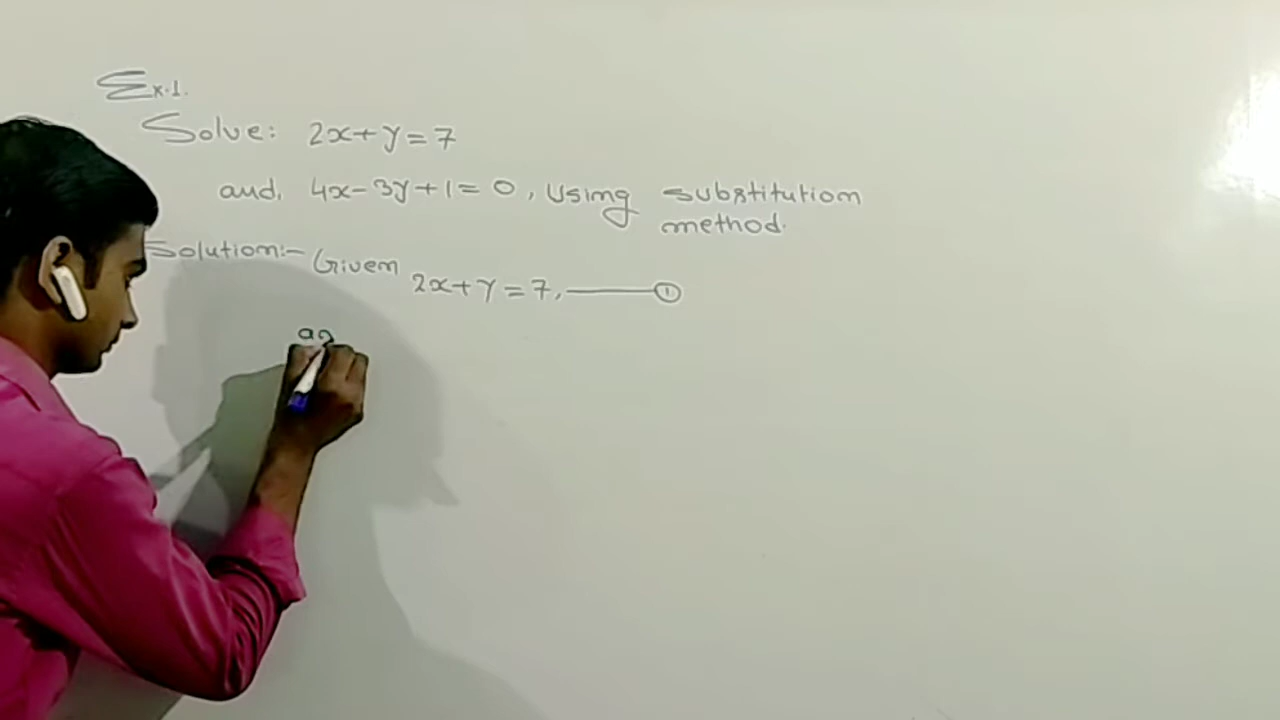 Ex.1.
Solve: 2x+y=7
and, 4x-3y+1=0, Using substitution
method.
Solution:- Given
2x+y=7, ——— ①